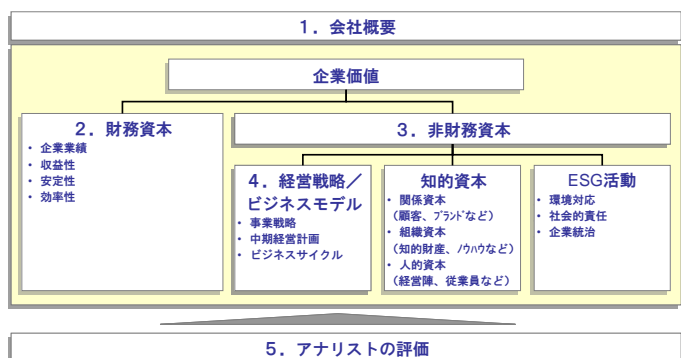 １．会社概要
企業価値
２．財務資本
・ 企業業績
・ 収益性
・ 安定性
・ 効率性
３．非財務資本
４．経営戦略／
ビジネスモデル
・ 事業戦略
・ 中期経営計画
・ ビジネスサイクル
知的資本
・ 関係資本
（顧客、ﾌﾞﾗﾝﾄﾞなど）
・ 組織資本
（知的財産、ﾉｳﾊｳなど）
・ 人的資本
（経営陣、従業員など）
ESG活動
・ 環境対応
・ 社会的責任
・ 企業統治
５．アナリストの評価